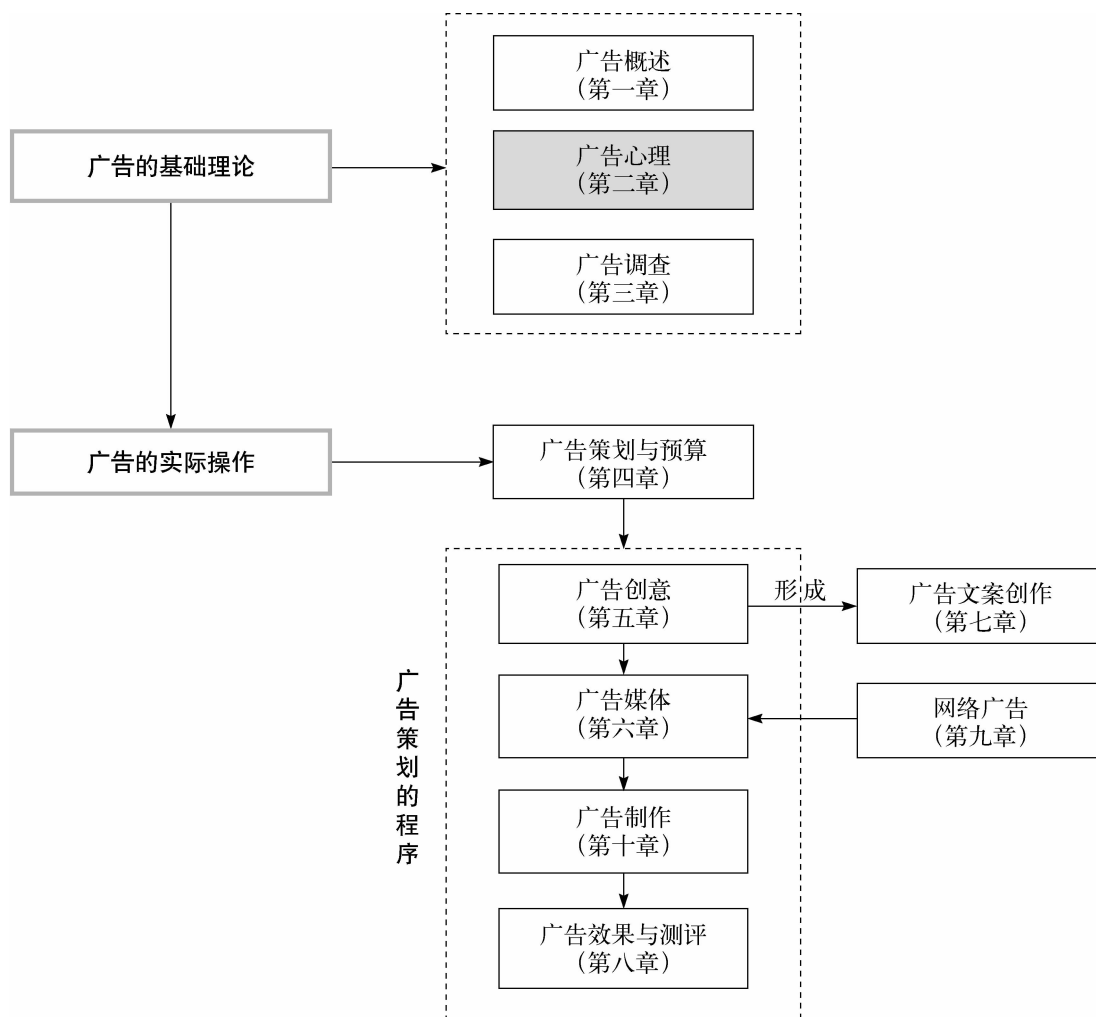 广告概述
（第一章）
广告的基础理论
广告心理
（第二章）
广告调查
（第三章）
广告的实际操作
广告策划与预算
（第四章）
广告策划的程序
广告创意
（第五章）
形成
广告文案创作
（第七章）
广告媒体
（第六章）
网络广告
（第九章）
广告制作
（第十章）
广告效果与测评
（第八章）